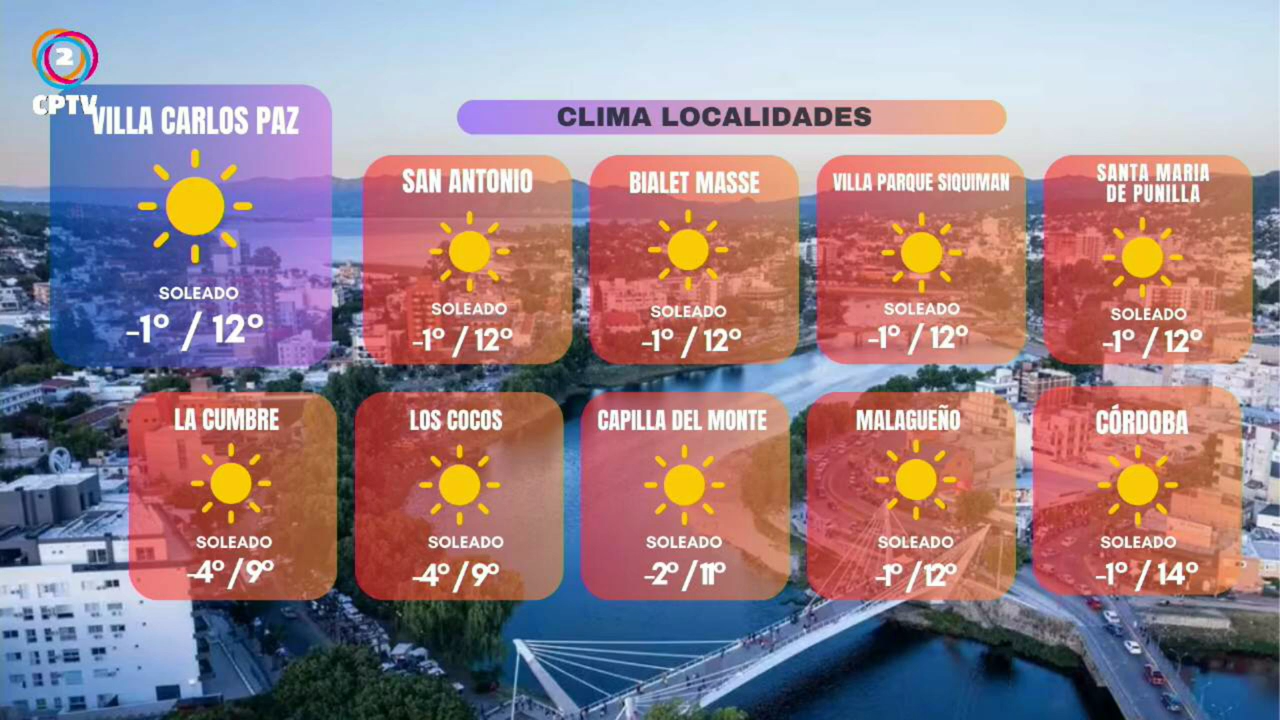 2
CPTV
VILLA CARLOS PAZ
SOLEADO
-1° / 12°
CLIMA LOCALIDADES
SAN ANTONIO
SOLEADO
-1° / 12°
BIALET MASSE
SOLEADO
-1° / 12°
VILLA PARQUE SIQUIMAN
SOLEADO
-1° / 12°
SANTA MARIA
DE PUNILLA
SOLEADO
-1° / 12°
LA CUMBRE
SOLEADO
-4° / 9°
LOS COCOS
SOLEADO
-4° / 9°
CAPILLA DEL MONTE
SOLEADO
-2° / 11°
MALAGUEÑO
SOLEADO
-1° / 12°
CÓRDOBA
SOLEADO
-1° / 14°